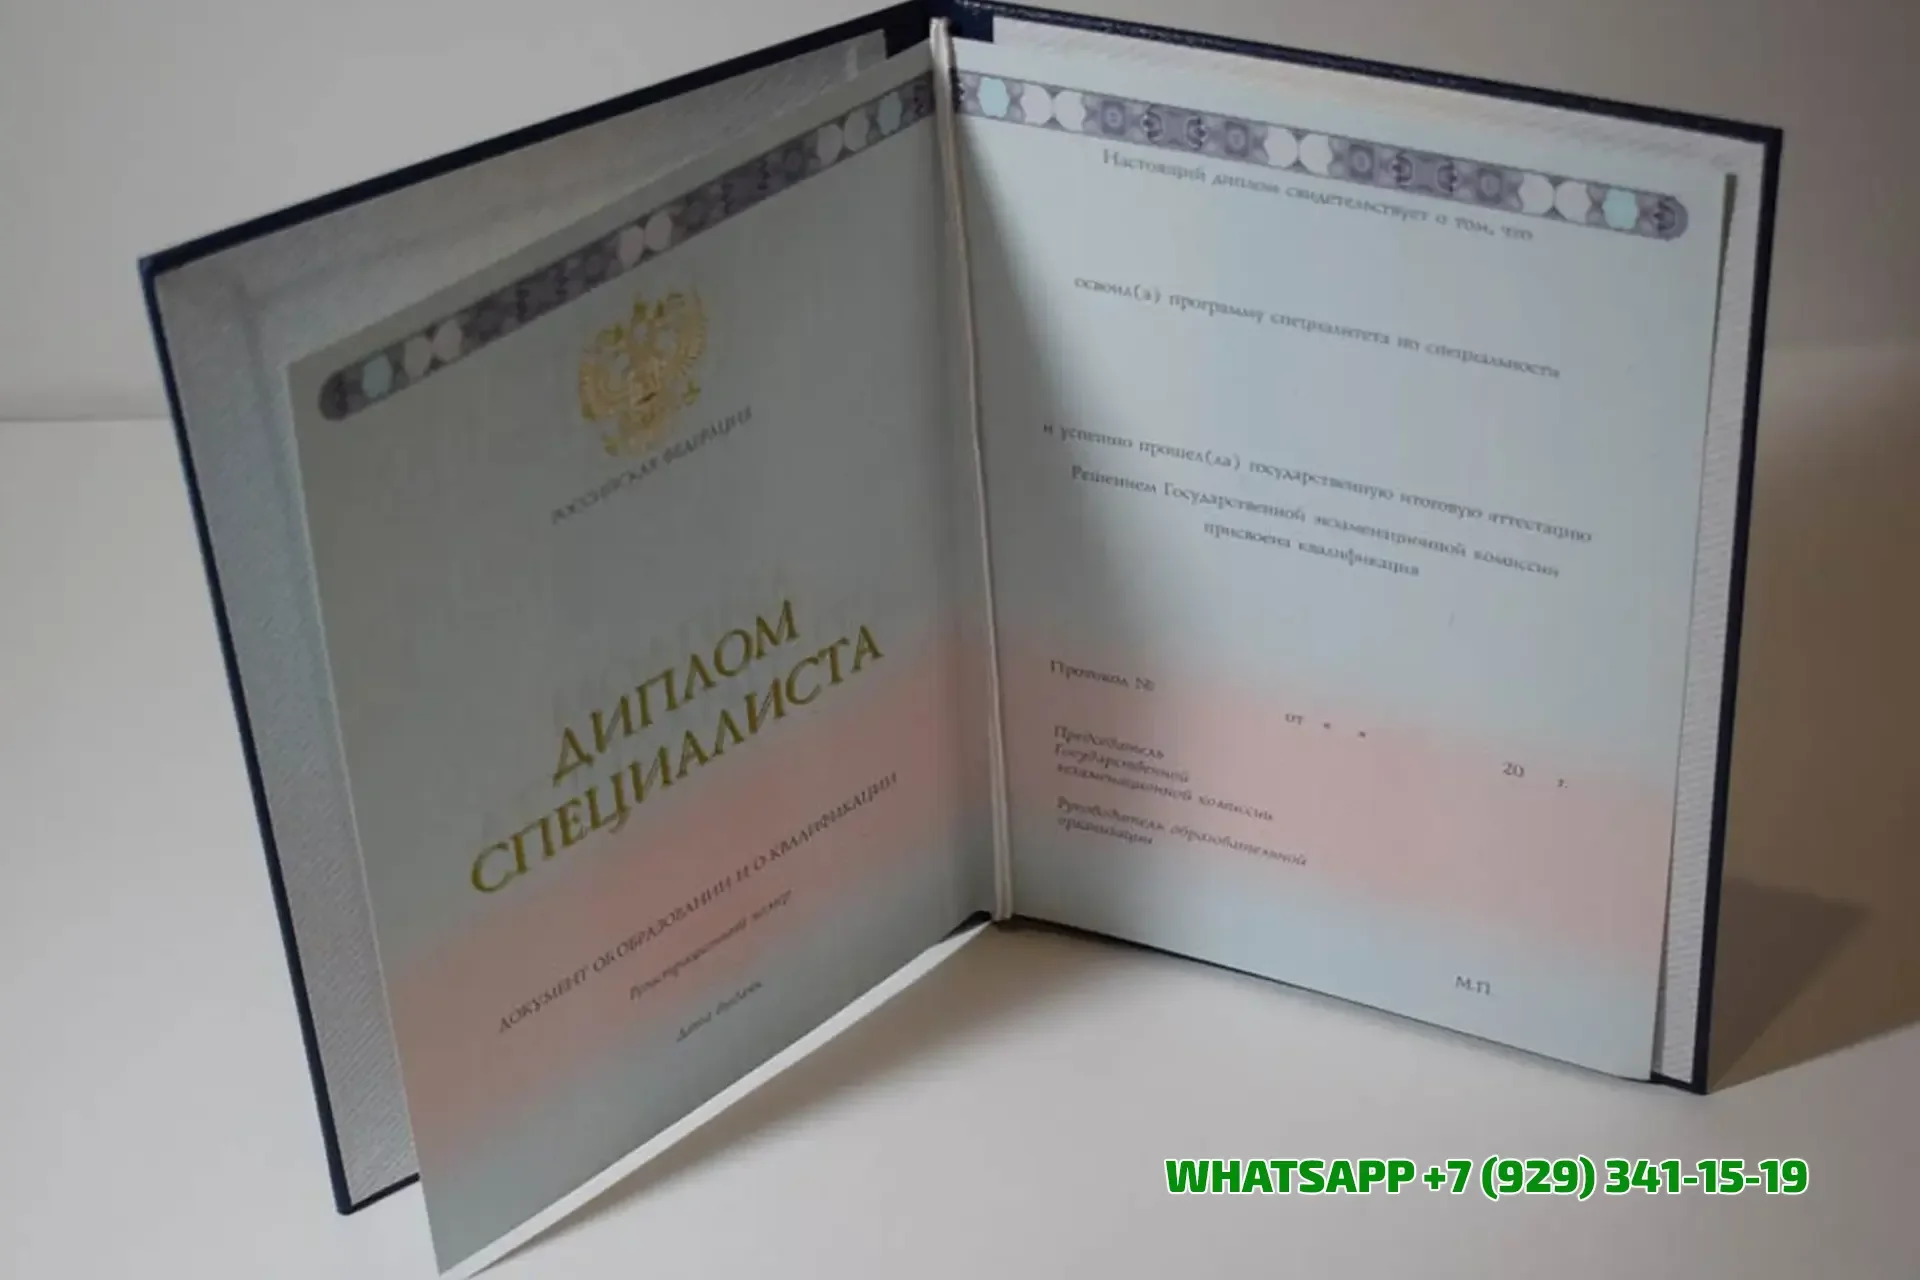 РОССИЙСКАЯ ФЕДЕРАЦИЯ
ДИПЛОМ
СПЕЦИАЛИСТА
ДОКУМЕНТ ОБ ОБРАЗОВАНИИ И О КВАЛИФИКАЦИИ
Регистрационный номер
Дата выдачи
Настоящий диплом свидетельствует о том, что
освоил(а) программу специалитета по специальности
и успешно прошел(ла) государственную итоговую аттестацию
Решением Государственной экзаменационной комиссии
присвоена квалификация
Протокол №
от « »
20 г.
Председатель
Государственной
экзаменационной комиссии
Руководитель образовательной
организации
М.П.
WHATSAPP +7 (929) 341-15-19